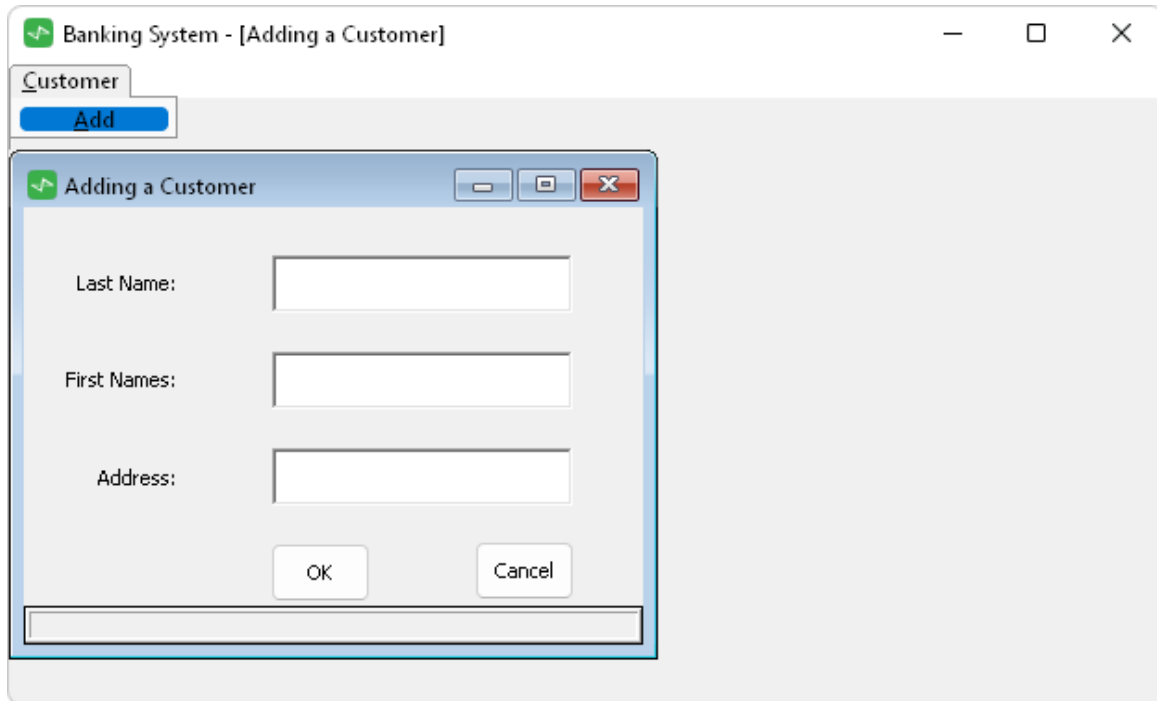 Banking System - [Adding a Customer]
Customer
Add
Adding a Customer
Last Name:
First Names:
Address:
OK Cancel